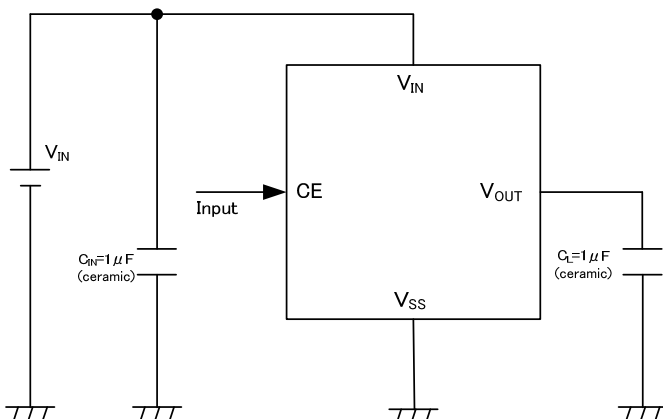 VIN
VIN
CE
VOUT
Input
CIN=1μF
(ceramic)
CL=1μF
(ceramic)
VSS